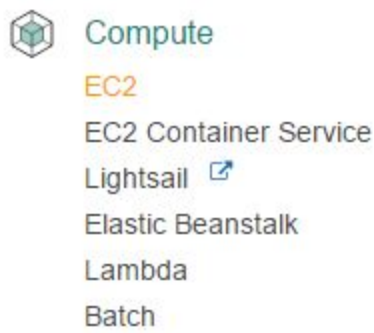 Compute
EC2
EC2 Container Service
Lightsail
Elastic Beanstalk
Lambda
Batch